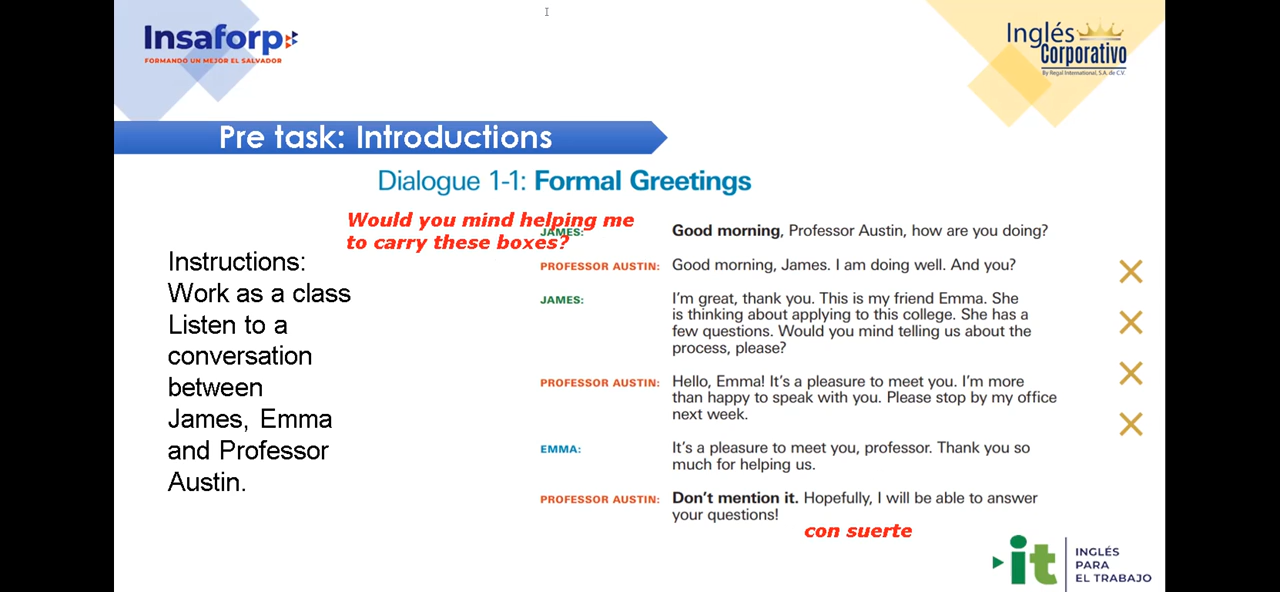 Insaforp
FORMANDO UN MEJOR EL SALVADOR
Inglés
Corporativo
By Regal International, S.A. de C.V.
Pre task: Introductions
Dialogue 1-1: Formal Greetings
Would you mind helping me
to carry these boxes?
Instructions:
Work as a class
Listen to a
conversation
between
James, Emma
and Professor
Austin.
JAMES: Good morning, Professor Austin, how are you doing?
PROFESSOR AUSTIN: Good morning, James. I am doing well. And you?
JAMES: I'm great, thank you. This is my friend Emma. She
is thinking about applying to this college. She has a
few questions. Would you mind telling us about the
process, please?
PROFESSOR AUSTIN: Hello, Emma! It's a pleasure to meet you. I'm more
than happy to speak with you. Please stop by my office
next week.
EMMA: It's a pleasure to meet you, professor. Thank you so
much for helping us.
PROFESSOR AUSTIN: Don't mention it. Hopefully, I will be able to answer
your questions!
con suerte
it
INGLÉS
PARA
EL TRABAJO